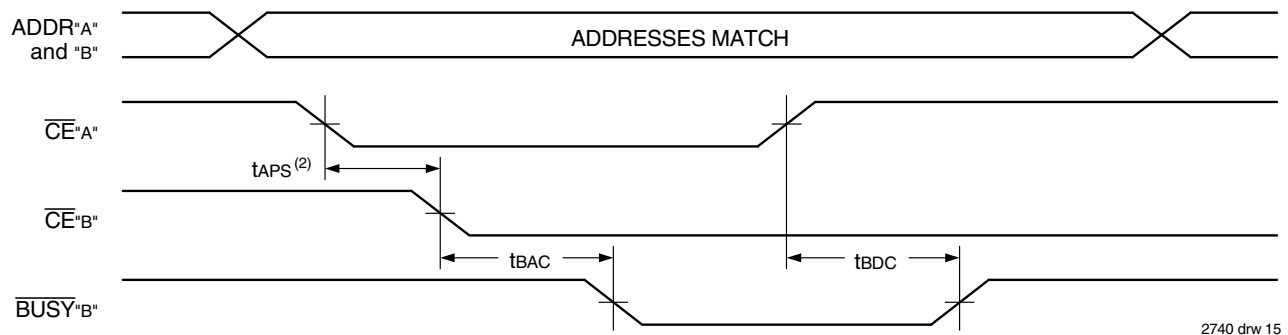 ADDR"A"
and "B"
ADDRESSES MATCH
CE"A"
tAPS (2)
CE"B"
tBAC
tBDC
BUSY"B"
2740 drw 15